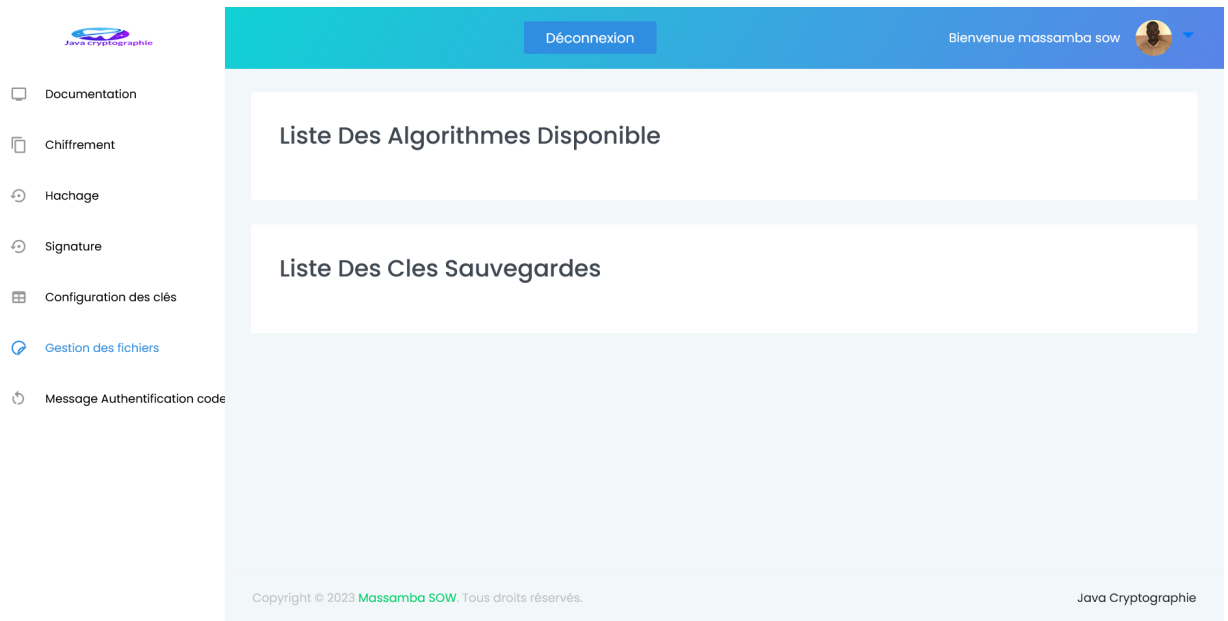 Java cryptographie
Déconnexion
Bienvenue massamba sow
Documentation
Chiffrement
Hachage
Signature
Configuration des clés
Gestion des fichiers
Message Authentification code
Liste Des Algorithmes Disponible
Liste Des Cles Sauvegardes
Copyright © 2023 Massamba SOW. Tous droits réservés.
Java Cryptographie